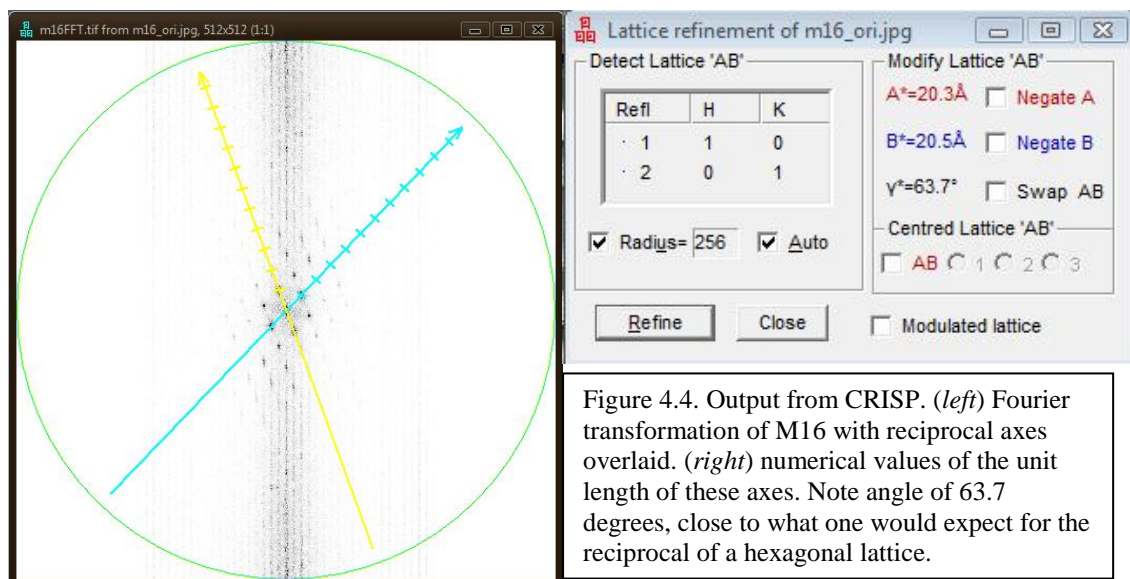 m16FFT.tif from m16_ori.jpg, 512x512 (1:1)
Lattice refinement of m16_ori.jpg
Detect Lattice 'AB'
Refl H K
1 1 0
2 0 1
Radius= 256 Auto
Refine Close
Modify Lattice 'AB'
A*=20.3Å Negate A
B*=20.5Å Negate B
γ*=63.7° Swap AB
Centred Lattice 'AB'
AB 1 2 3
Modulated lattice
Figure 4.4. Output from CRISP. (left) Fourier
transformation of M16 with reciprocal axes
overlaid. (right) numerical values of the unit
length of these axes. Note angle of 63.7
degrees, close to what one would expect for the
reciprocal of a hexagonal lattice.